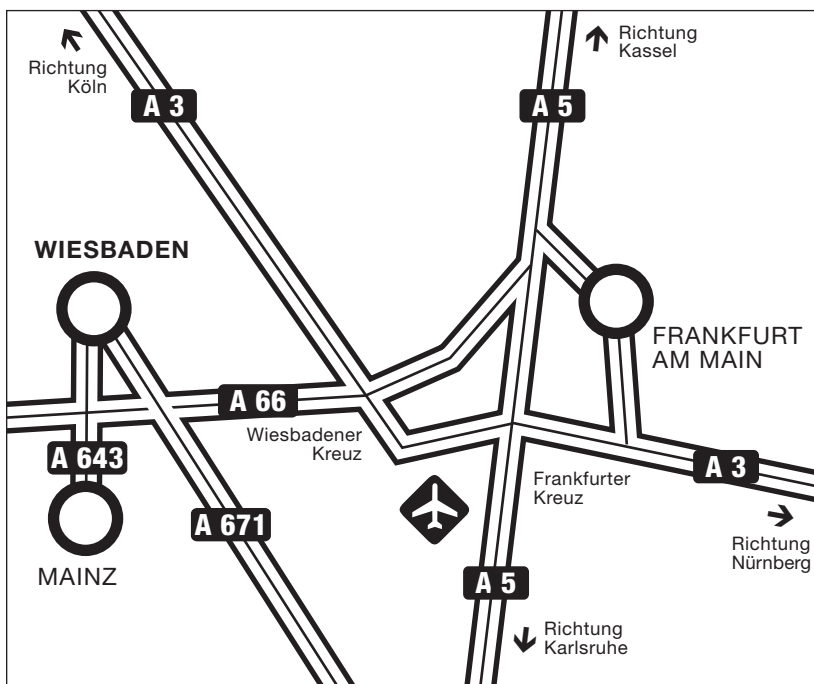 Richtung
Kassel
Richtung
Köln
A 3
A 5
WIESBADEN
FRANKFURT
AM MAIN
A 66
Wiesbadener
Kreuz
A 643
A 3
Frankfurter
Kreuz
A 671
Richtung
Nürnberg
MAINZ
A 5
Richtung
Karlsruhe